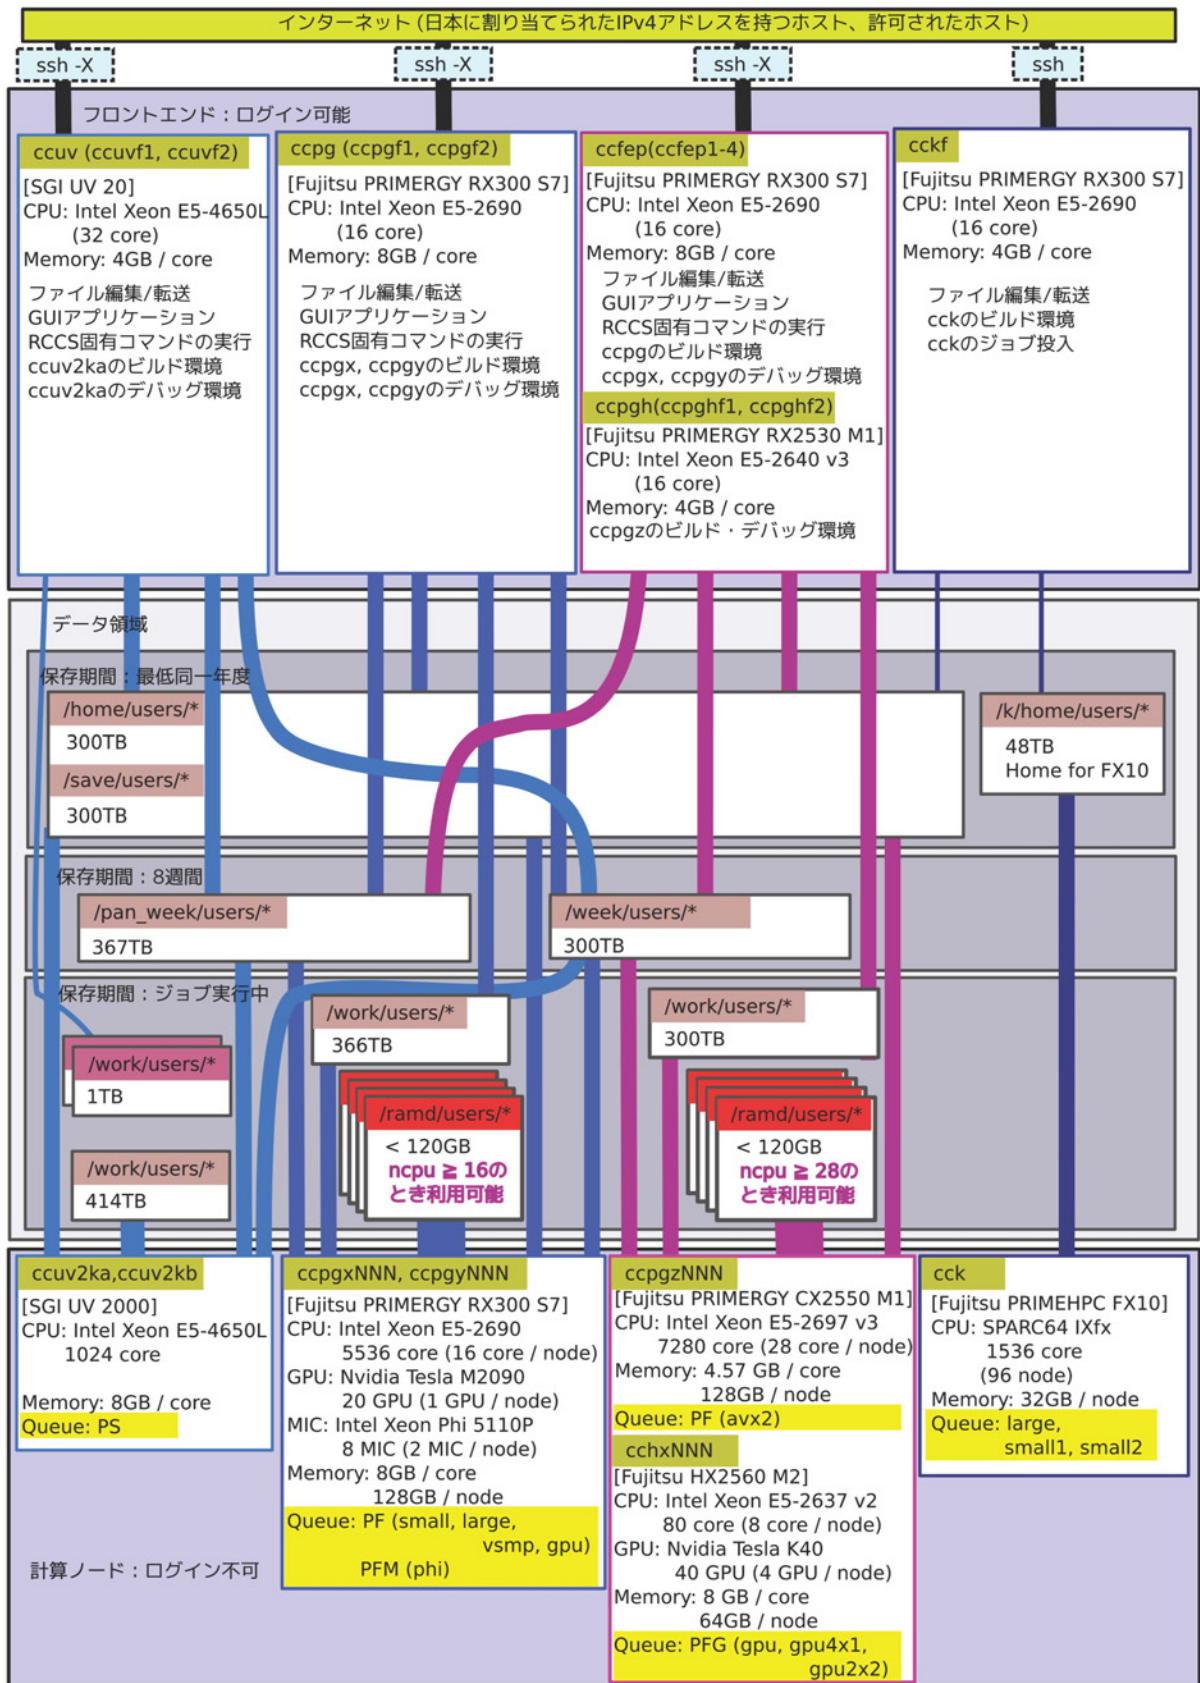 インターネット (日本に割り当てられたIPv4アドレスを持つホスト、許可されたホスト)
ssh -X
ssh -X
ssh -X
ssh
フロントエンド：ログイン可能
ccuv (ccuvf1, ccuvf2)
[SGI UV 20]
CPU: Intel Xeon E5-4650L
(32 core)
Memory: 4GB / core
ファイル編集/転送
GUIアプリケーション
RCCS固有コマンドの実行
ccuv2kaのビルド環境
ccuv2kaのデバッグ環境
ccpg (ccpgf1, ccpgf2)
[Fujitsu PRIMERGY RX300 S7]
CPU: Intel Xeon E5-2690
(16 core)
Memory: 8GB / core
ファイル編集/転送
GUIアプリケーション
RCCS固有コマンドの実行
ccpgx, ccpgyのビルド環境
ccpgx, ccpgyのデバッグ環境
ccfep(ccfep1-4)
[Fujitsu PRIMERGY RX300 S7]
CPU: Intel Xeon E5-2690
(16 core)
Memory: 8GB / core
ファイル編集/転送
GUIアプリケーション
RCCS固有コマンドの実行
ccpgのビルド環境
ccpgx, ccpgyのデバッグ環境
ccpgh(ccpghf1, ccpghf2)
[Fujitsu PRIMERGY RX2530 M1]
CPU: Intel Xeon E5-2640 v3
(16 core)
Memory: 4GB / core
ccpgzのビルド・デバッグ環境
cckf
[Fujitsu PRIMERGY RX300 S7]
CPU: Intel Xeon E5-2690
(16 core)
Memory: 4GB / core
ファイル編集/転送
cckのビルド環境
cckのジョブ投入
データ領域
保存期間：最低同一年度
/home/users/*
300TB
/save/users/*
300TB
/k/home/users/*
48TB
Home for FX10
保存期間：8週間
/pan_week/users/*
367TB
/week/users/*
300TB
保存期間：ジョブ実行中
/work/users/*
1TB
/work/users/*
414TB
/work/users/*
366TB
/ramd/users/*
< 120GB
ncpu ≧ 16の
とき利用可能
/work/users/*
300TB
/ramd/users/*
< 120GB
ncpu ≧ 28の
とき利用可能
ccuv2ka,ccuv2kb
[SGI UV 2000]
CPU: Intel Xeon E5-4650L
1024 core
Memory: 8GB / core
Queue: PS
ccpgxNNN, ccpgyNNN
[Fujitsu PRIMERGY RX300 S7]
CPU: Intel Xeon E5-2690
5536 core (16 core / node)
GPU: Nvidia Tesla M2090
20 GPU (1 GPU / node)
MIC: Intel Xeon Phi 5110P
8 MIC (2 MIC / node)
Memory: 8GB / core
128GB / node
Queue: PF (small, large,
vsmp, gpu)
PFM (phi)
ccpgzNNN
[Fujitsu PRIMERGY CX2550 M1]
CPU: Intel Xeon E5-2697 v3
7280 core (28 core / node)
Memory: 4.57 GB / core
128GB / node
Queue: PF (avx2)
cchxNNN
[Fujitsu HX2560 M2]
CPU: Intel Xeon E5-2637 v2
80 core (8 core / node)
GPU: Nvidia Tesla K40
40 GPU (4 GPU / node)
Memory: 8 GB / core
64GB / node
Queue: PFG (gpu, gpu4x1,
gpu2x2)
cck
[Fujitsu PRIMEHPC FX10]
CPU: SPARC64 IXfx
1536 core
(96 node)
Memory: 32GB / node
Queue: large,
small1, small2
計算ノード：ログイン不可